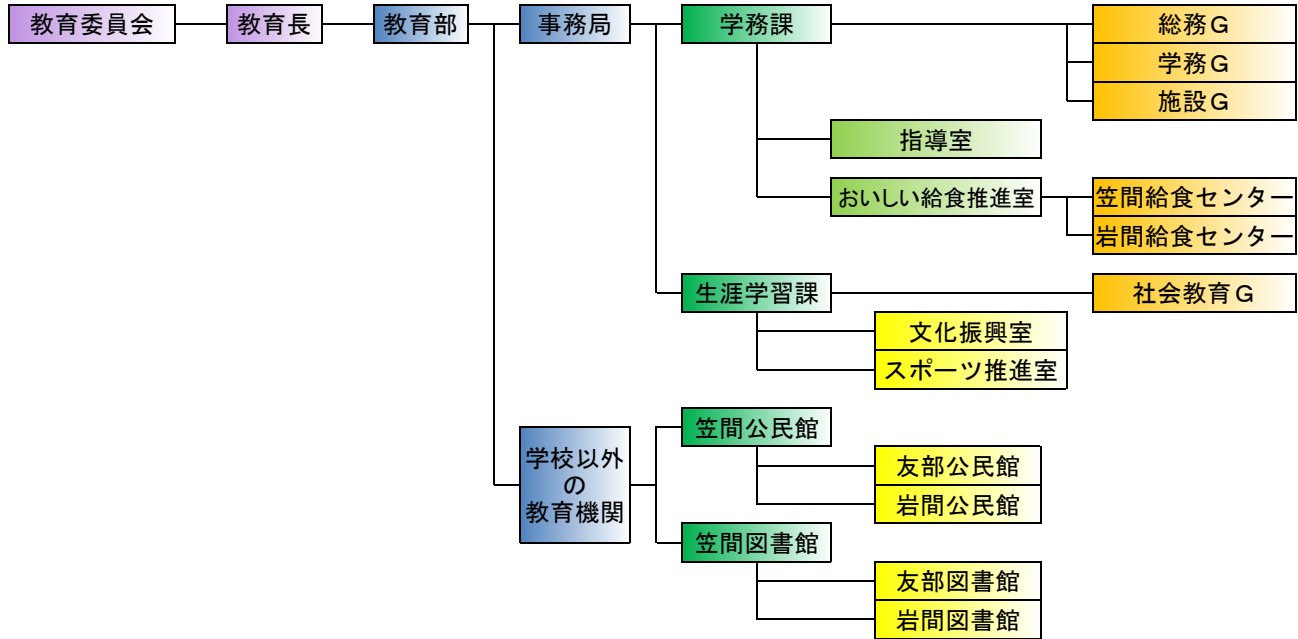 教育委員会
教育長
教育部
事務局
学務課
総務G
学務G
施設G
指導室
おいしい給食推進室
笠間給食センター
岩間給食センター
生涯学習課
社会教育G
文化振興室
スポーツ推進室
学校以外
の
教育機関
笠間公民館
友部公民館
岩間公民館
笠間図書館
友部図書館
岩間図書館